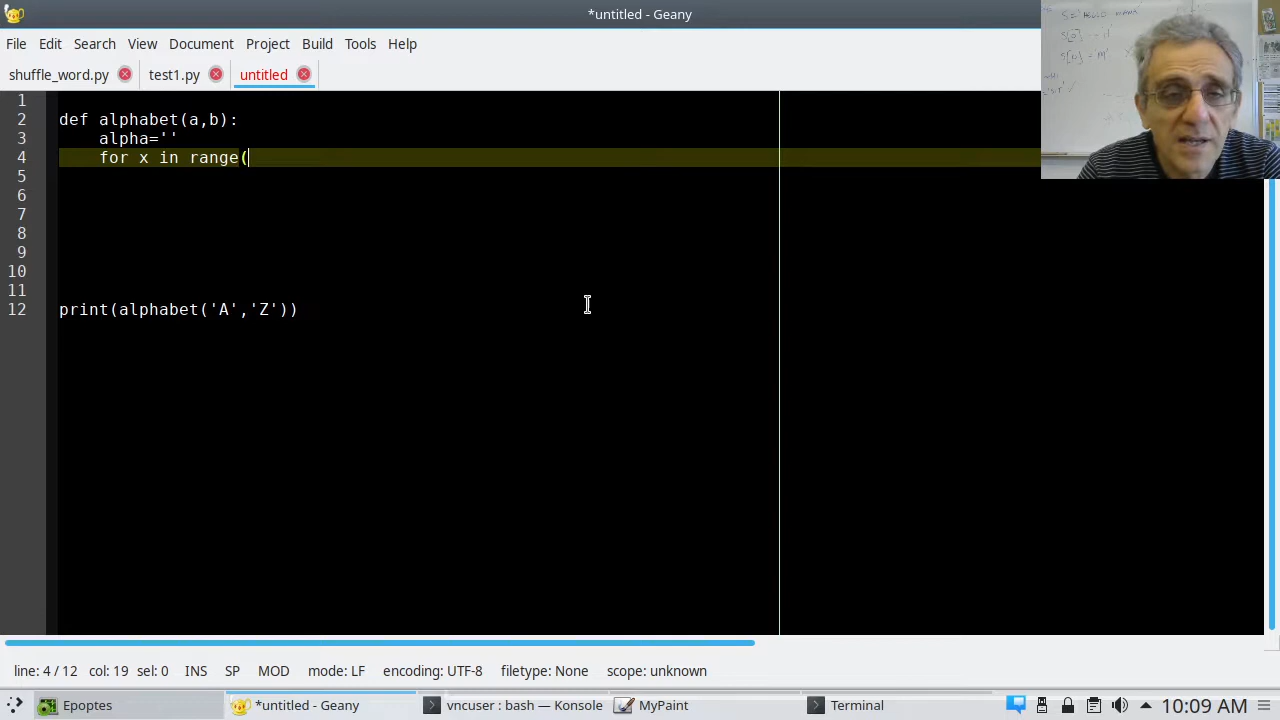 *untitled - Geany
File Edit Search View Document Project Build Tools Help
shuffle_word.py test1.py untitled
1
2 def alphabet(a,b):
3 alpha=''
4 for x in range(
5
6
7
8
9
10
11
12 print(alphabet('A','Z'))
line: 4 / 12 col: 19 sel: 0 INS SP MOD mode: LF encoding: UTF-8 filetype: None scope: unknown
Epoptes *untitled - Geany vncuser : bash — Konsole MyPaint Terminal 10:09 AM